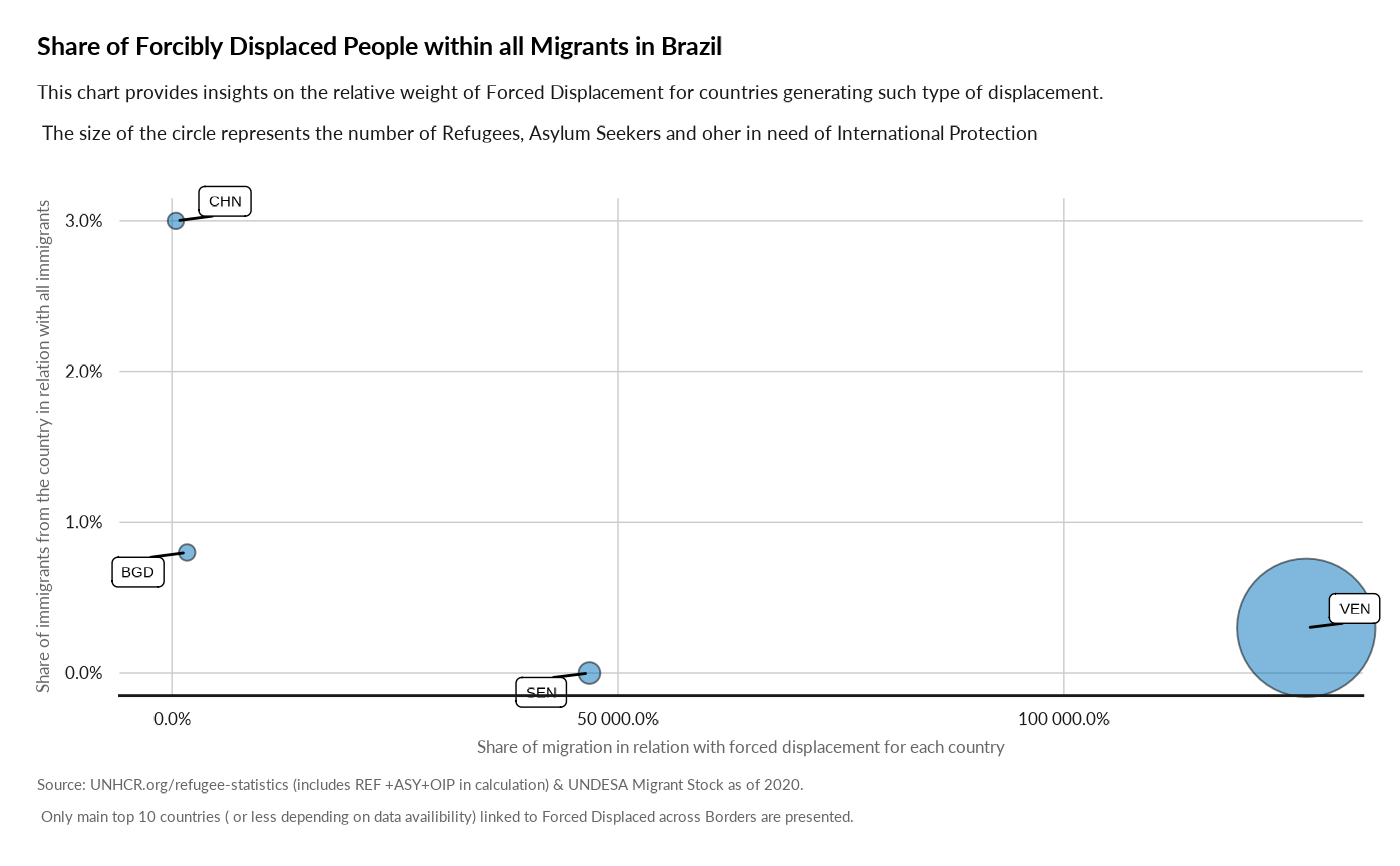 Share of Forcibly Displaced People within all Migrants in Brazil
This chart provides insights on the relative weight of Forced Displacement for countries generating such type of displacement.
The size of the circle represents the number of Refugees, Asylum Seekers and oher in need of International Protection
Share of immigrants from the country in relation with all immigrants
3.0%
2.0%
1.0%
0.0%
CHN
BGD
SEN
VEN
0.0%
50 000.0%
100 000.0%
Share of migration in relation with forced displacement for each country
Source: UNHCR.org/refugee-statistics (includes REF +ASY+OIP in calculation) & UNDESA Migrant Stock as of 2020.
Only main top 10 countries ( or less depending on data availibility) linked to Forced Displaced across Borders are presented.